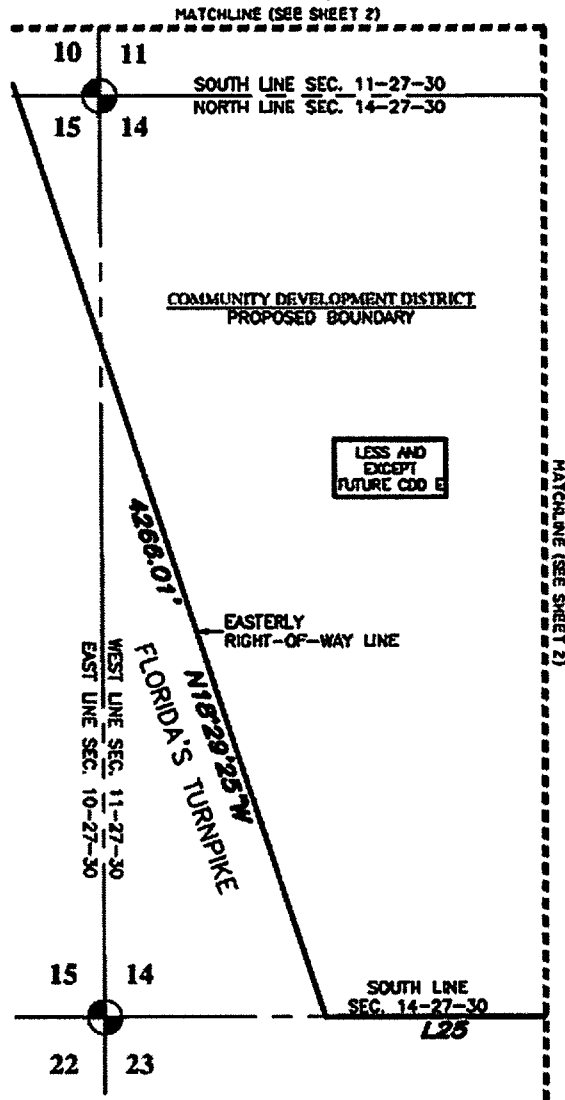 MATCHLINE (SEE SHEET 2)
10 11
SOUTH LINE SEC. 11-27-30
NORTH LINE SEC. 14-27-30
15 14
COMMUNITY DEVELOPMENT DISTRICT
PROPOSED BOUNDARY
LESS AND
EXCEPT
FUTURE CDD E
MATCHLINE (SEE SHEET 2)
4266.01'
EASTERLY
RIGHT-OF-WAY LINE
N18°29'25"W
FLORIDA'S TURNPIKE
WEST LINE SEC. 11-27-30
EAST LINE SEC. 10-27-30
15 14
SOUTH LINE
SEC. 14-27-30
L25
22 23